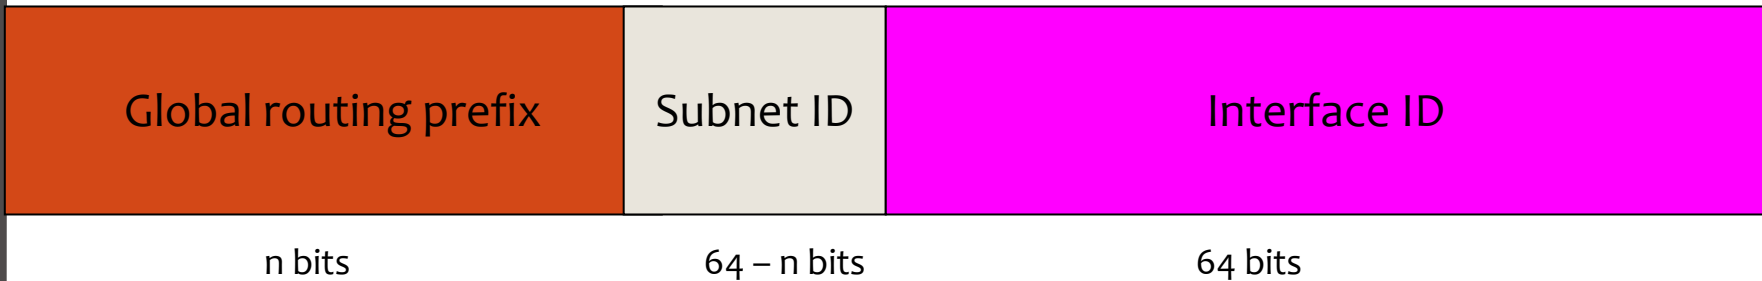 Global routing prefix Subnet ID Interface ID
n bits 64 – n bits 64 bits